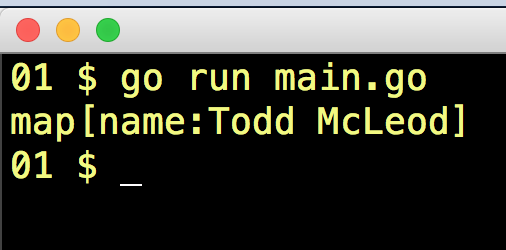 01 $ go run main.go
map[name:Todd McLeod]
01 $ _